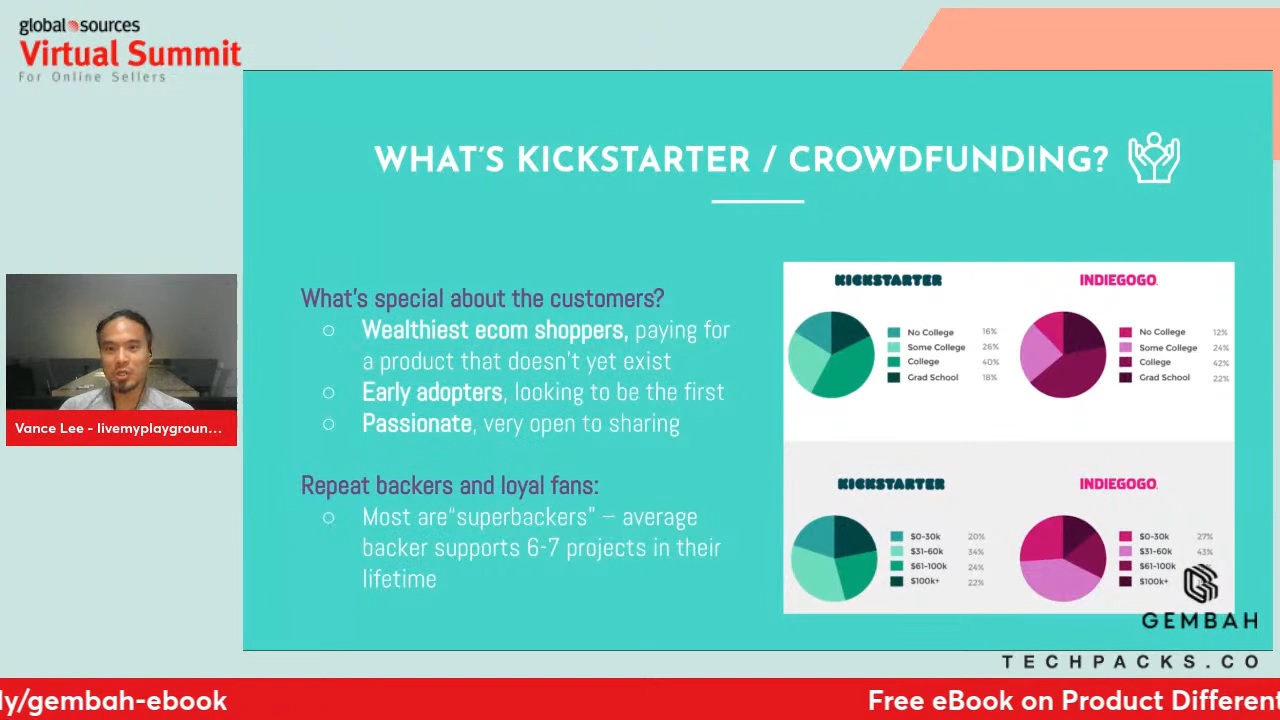 global sources
Virtual Summit
For Online Sellers
WHAT'S KICKSTARTER / CROWDFUNDING?
What's special about the customers?
○ Wealthiest ecom shoppers, paying for
a product that doesn't yet exist
○ Early adopters, looking to be the first
○ Passionate, very open to sharing
Repeat backers and loyal fans:
○ Most are“superbackers” – average
backer supports 6-7 projects in their
lifetime
KICKSTARTER
No College 16%
Some College 26%
College 40%
Grad School 18%
INDIEGOGO
No College 12%
Some College 24%
College 42%
Grad School 22%
KICKSTARTER
$0-30k 20%
$31-60k 34%
$61-100k 24%
$100k+ 22%
INDIEGOGO
$0-30k 27%
$31-60k 43%
$61-100k
$100k+
GEMBAH
TECHPACKS.CO
Vance Lee - livemyplaygroun...
ly/gembah-ebook
Free eBook on Product Different